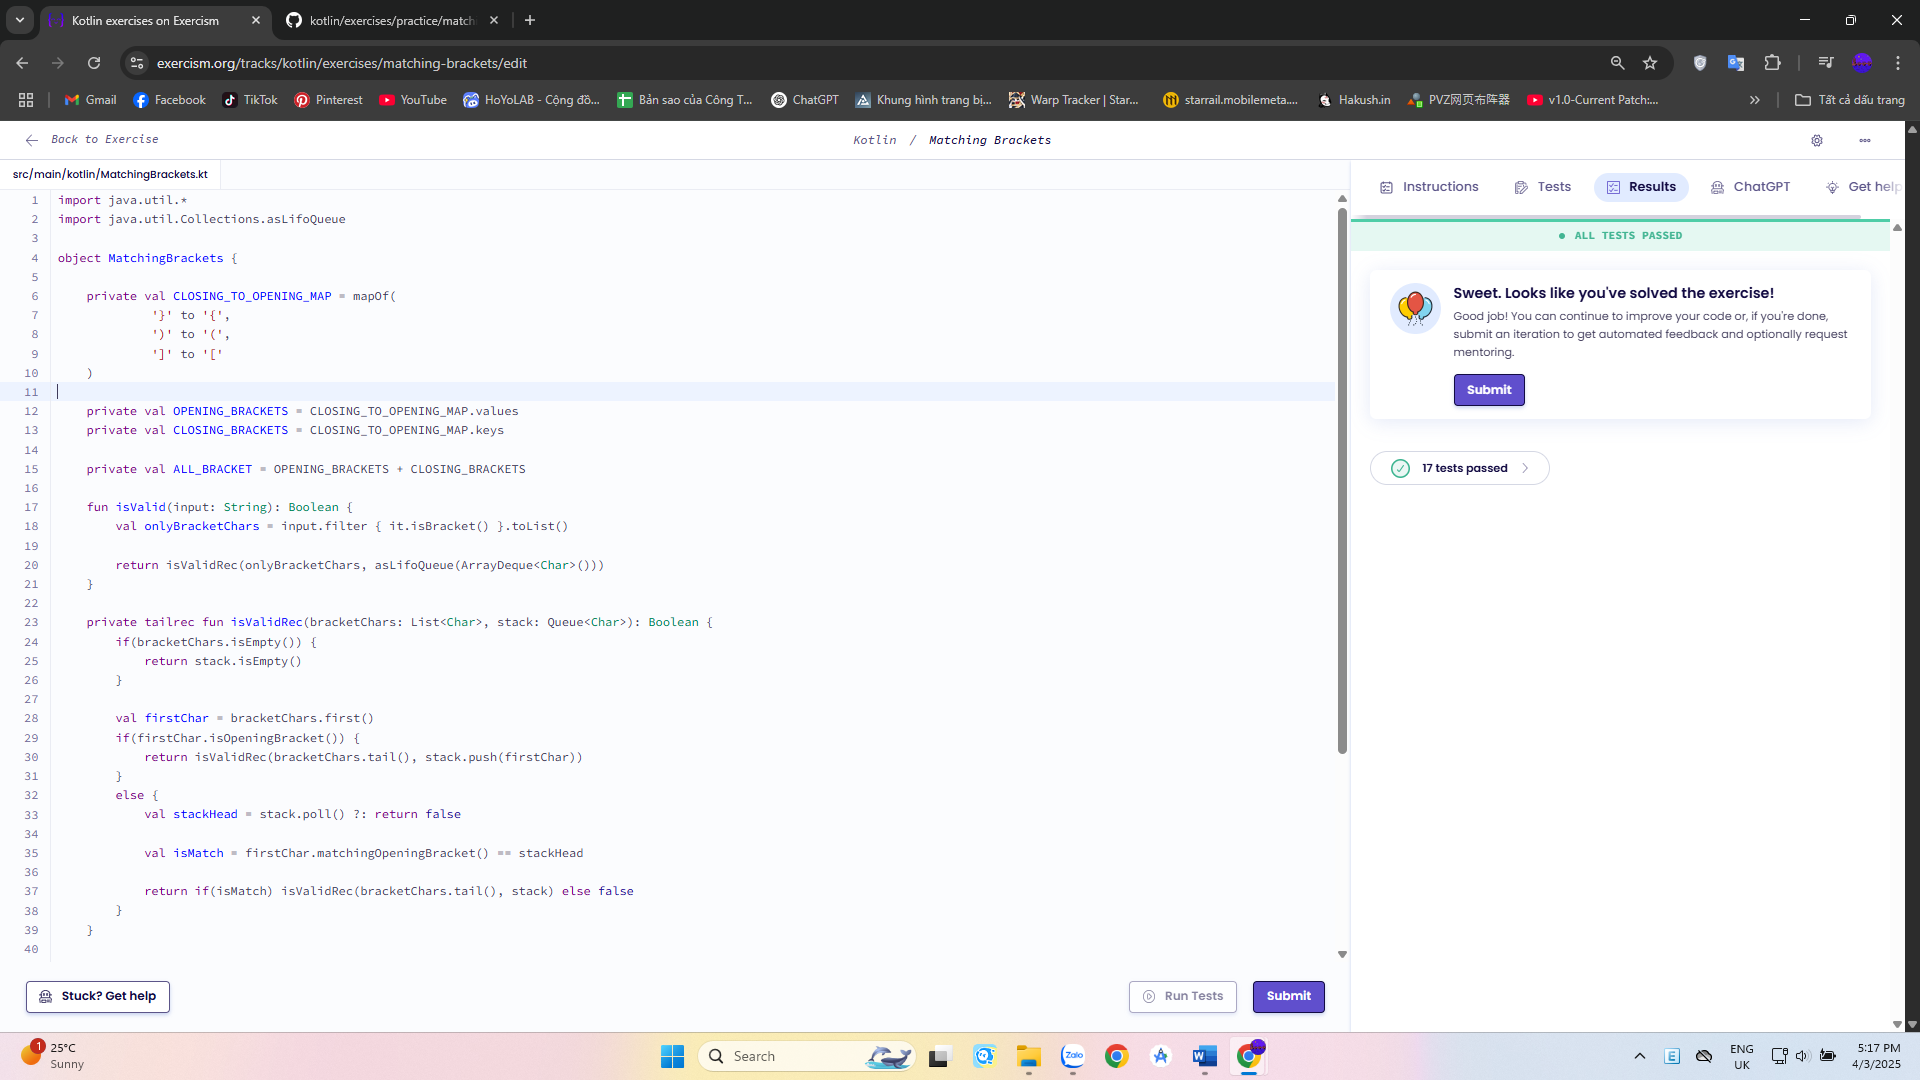 Kotlin exercises on Exercism
kotlin/exercises/practice/match
exercism.org/tracks/kotlin/exercises/matching-brackets/edit
Gmail
Facebook
TikTok
Pinterest
YouTube
HoYoLAB - Cộng đồ...
Bản sao của Công T...
ChatGPT
Khung hình trang bị...
Warp Tracker | Star...
starrail.mobilemeta....
Hakush.in
PVZ网页布阵器
v1.0-Current Patch:...
Tất cả dấu trang
Back to Exercise
Kotlin / Matching Brackets
src/main/kotlin/MatchingBrackets.kt
1 import java.util.*
2 import java.util.Collections.asLifoQueue
3
4 object MatchingBrackets {
5
6 private val CLOSING_TO_OPENING_MAP = mapOf(
7 '}' to '{',
8 ')' to '(',
9 ']' to '['
10 )
11
12 private val OPENING_BRACKETS = CLOSING_TO_OPENING_MAP.values
13 private val CLOSING_BRACKETS = CLOSING_TO_OPENING_MAP.keys
14
15 private val ALL_BRACKET = OPENING_BRACKETS + CLOSING_BRACKETS
16
17 fun isValid(input: String): Boolean {
18 val onlyBracketChars = input.filter { it.isBracket() }.toList()
19
20 return isValidRec(onlyBracketChars, asLifoQueue(ArrayDeque<Char>()))
21 }
22
23 private tailrec fun isValidRec(bracketChars: List<Char>, stack: Queue<Char>): Boolean {
24 if(bracketChars.isEmpty()) {
25 return stack.isEmpty()
26 }
27
28 val firstChar = bracketChars.first()
29 if(firstChar.isOpeningBracket()) {
30 return isValidRec(bracketChars.tail(), stack.push(firstChar))
31 }
32 else {
33 val stackHead = stack.poll() ?: return false
34
35 val isMatch = firstChar.matchingOpeningBracket() == stackHead
36
37 return if(isMatch) isValidRec(bracketChars.tail(), stack) else false
38 }
39 }
40
Instructions
Tests
Results
ChatGPT
Get help
ALL TESTS PASSED
Sweet. Looks like you've solved the exercise!
Good job! You can continue to improve your code or, if you're done,
submit an iteration to get automated feedback and optionally request
mentoring.
Submit
17 tests passed
Stuck? Get help
Run Tests
Submit
1
25°C
Sunny
Search
Zalo
ENG
UK
5:17 PM
4/3/2025